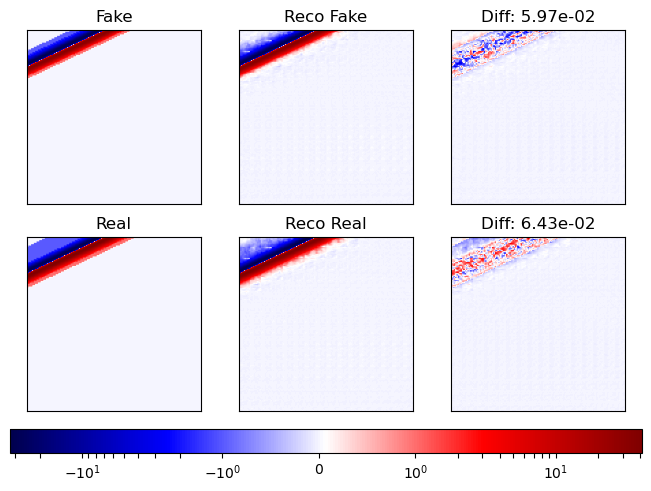 Fake Reco Fake Diff: 5.97e-02
Real Reco Real Diff: 6.43e-02
−10¹ −10⁰ 0 10⁰ 10¹